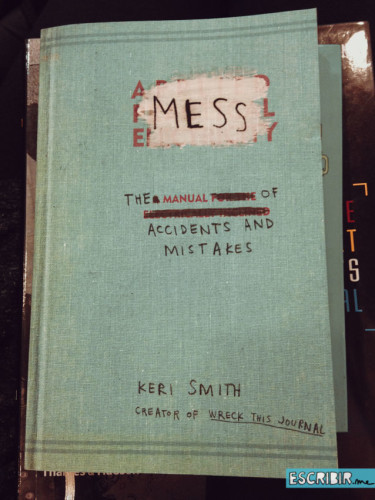 MESS
THE MANUAL OF
ACCIDENTS AND
MISTAKES
KERI SMITH
CREATOR OF WRECK THIS JOURNAL
ESCRIBIR.me